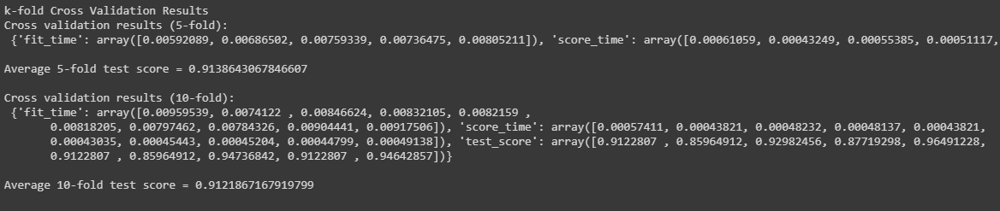 k-fold Cross Validation Results
Cross validation results (5-fold):
{'fit_time': array([0.00592089, 0.00686502, 0.00759339, 0.00736475, 0.00805211]), 'score_time': array([0.00061059, 0.00043249, 0.00055385, 0.00051117,
Average 5-fold test score = 0.9138643067846607
Cross validation results (10-fold):
{'fit_time': array([0.00959539, 0.0074122 , 0.00846624, 0.00832105, 0.0082159 ,
0.00818205, 0.00797462, 0.00784326, 0.00904441, 0.00917506]), 'score_time': array([0.00057411, 0.00043821, 0.00048232, 0.00048137, 0.00043821,
0.00043035, 0.00045443, 0.00045204, 0.00044799, 0.00049138]), 'test_score': array([0.9122807 , 0.85964912, 0.92982456, 0.87719298, 0.96491228,
0.9122807 , 0.85964912, 0.94736842, 0.9122807 , 0.94642857])}
Average 10-fold test score = 0.9121867167919799